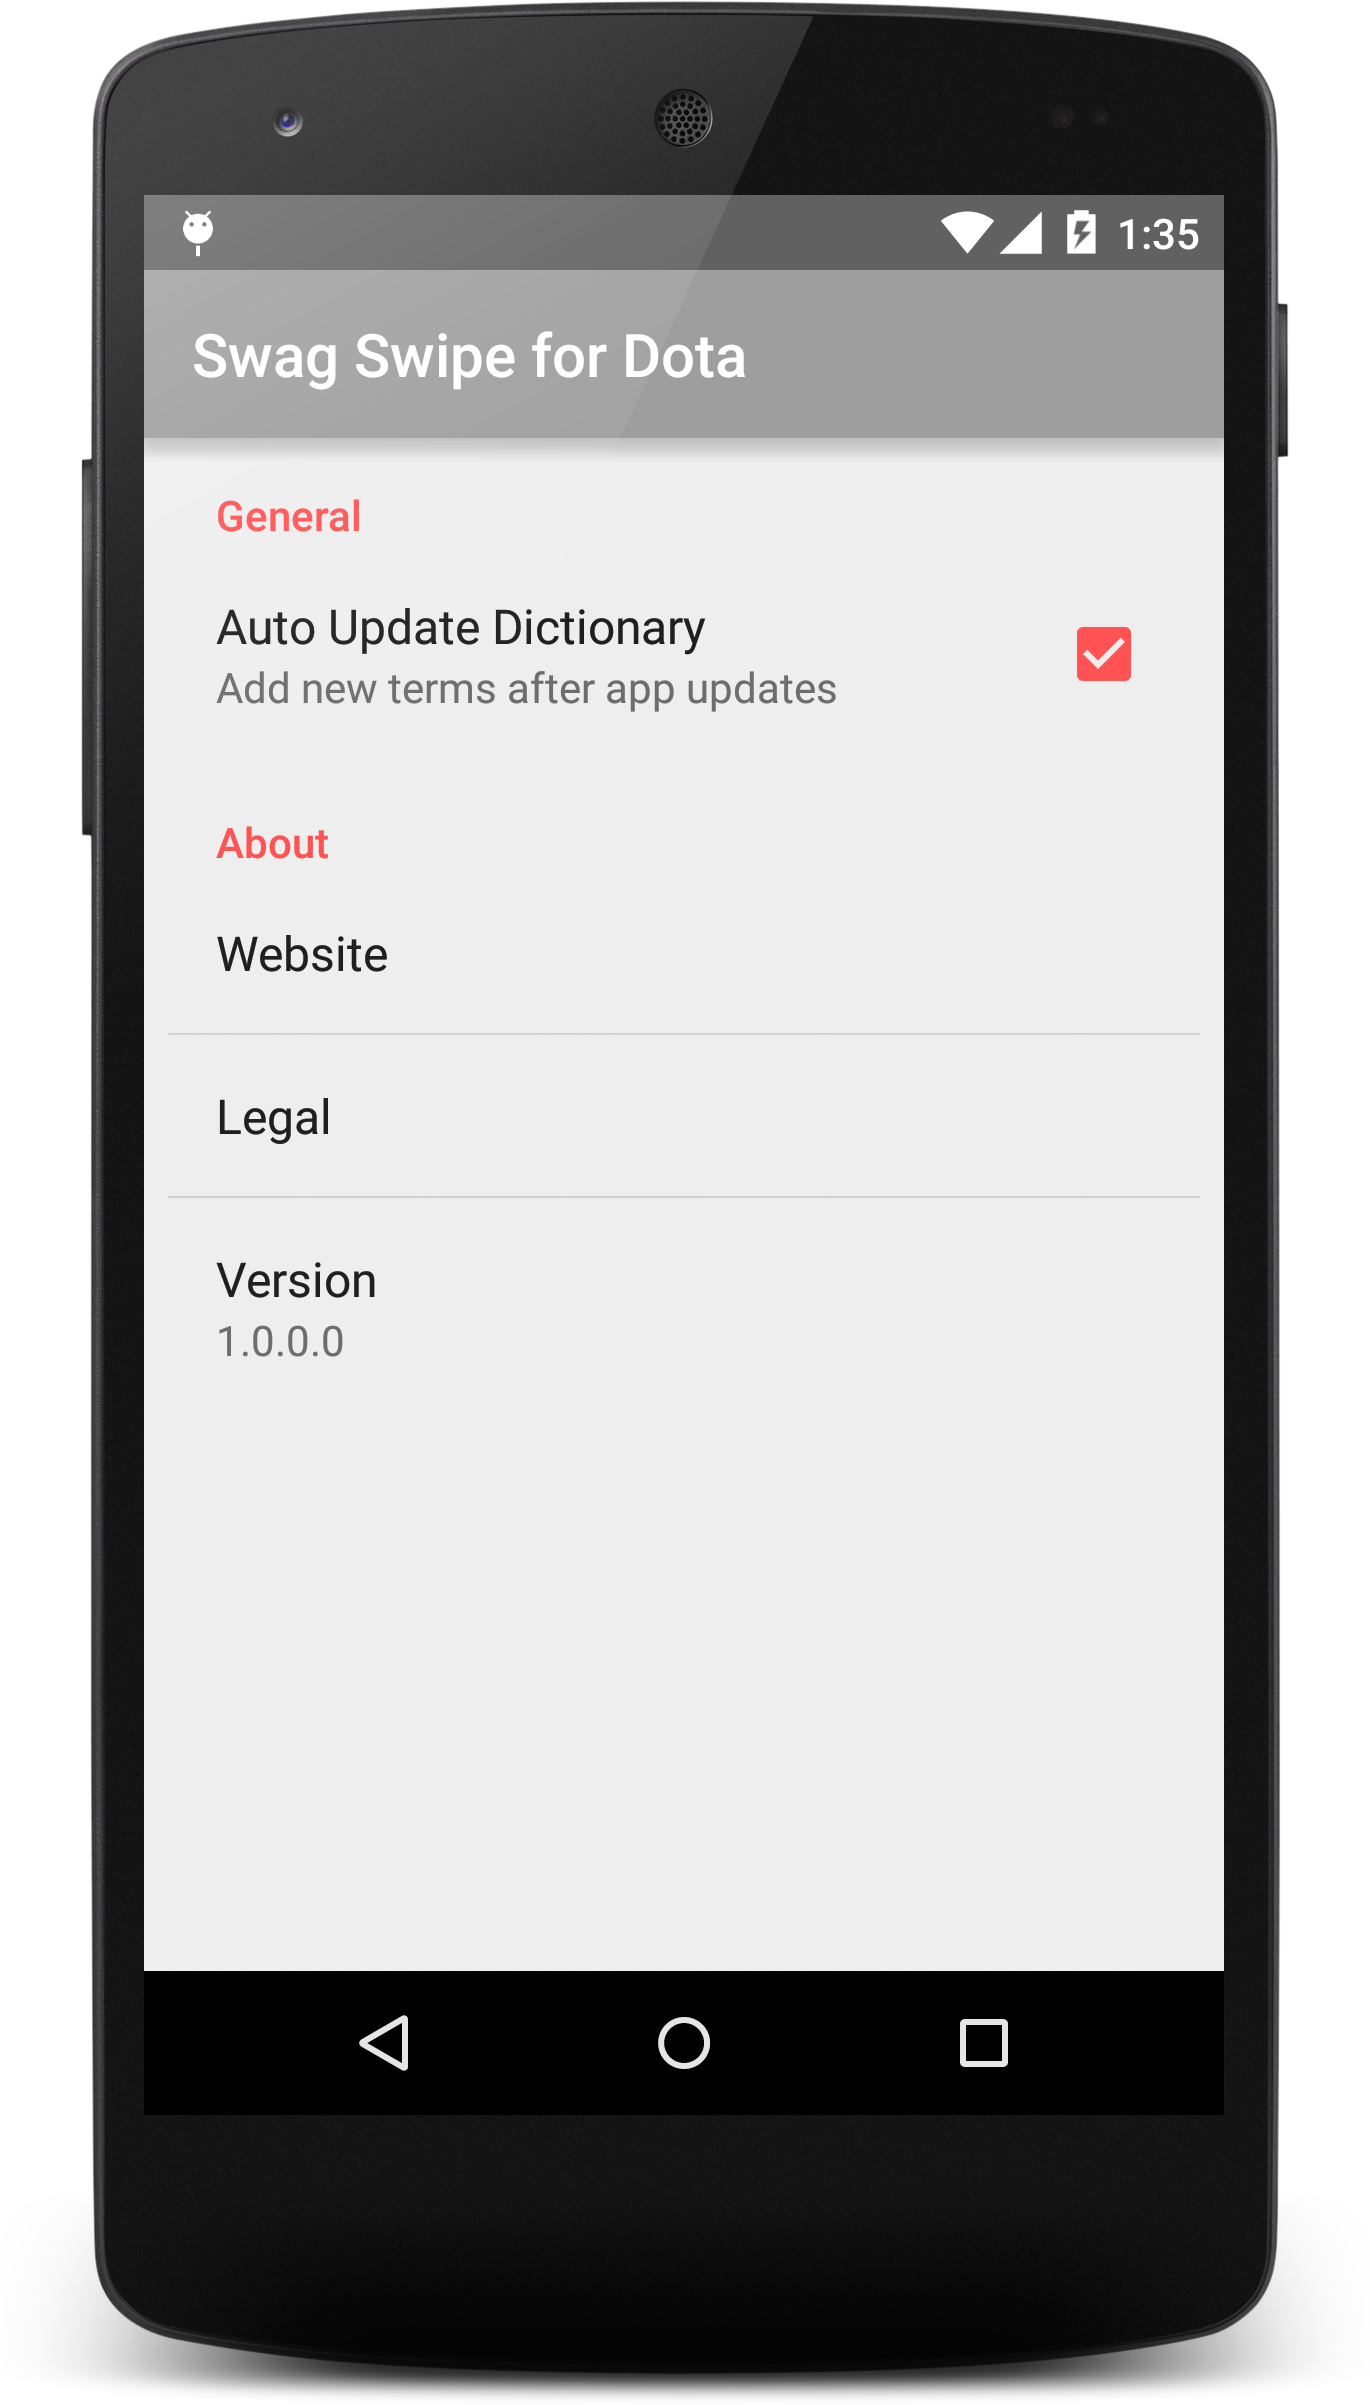 1:35
Swag Swipe for Dota
General
Auto Update Dictionary
Add new terms after app updates
About
Website
Legal
Version
1.0.0.0